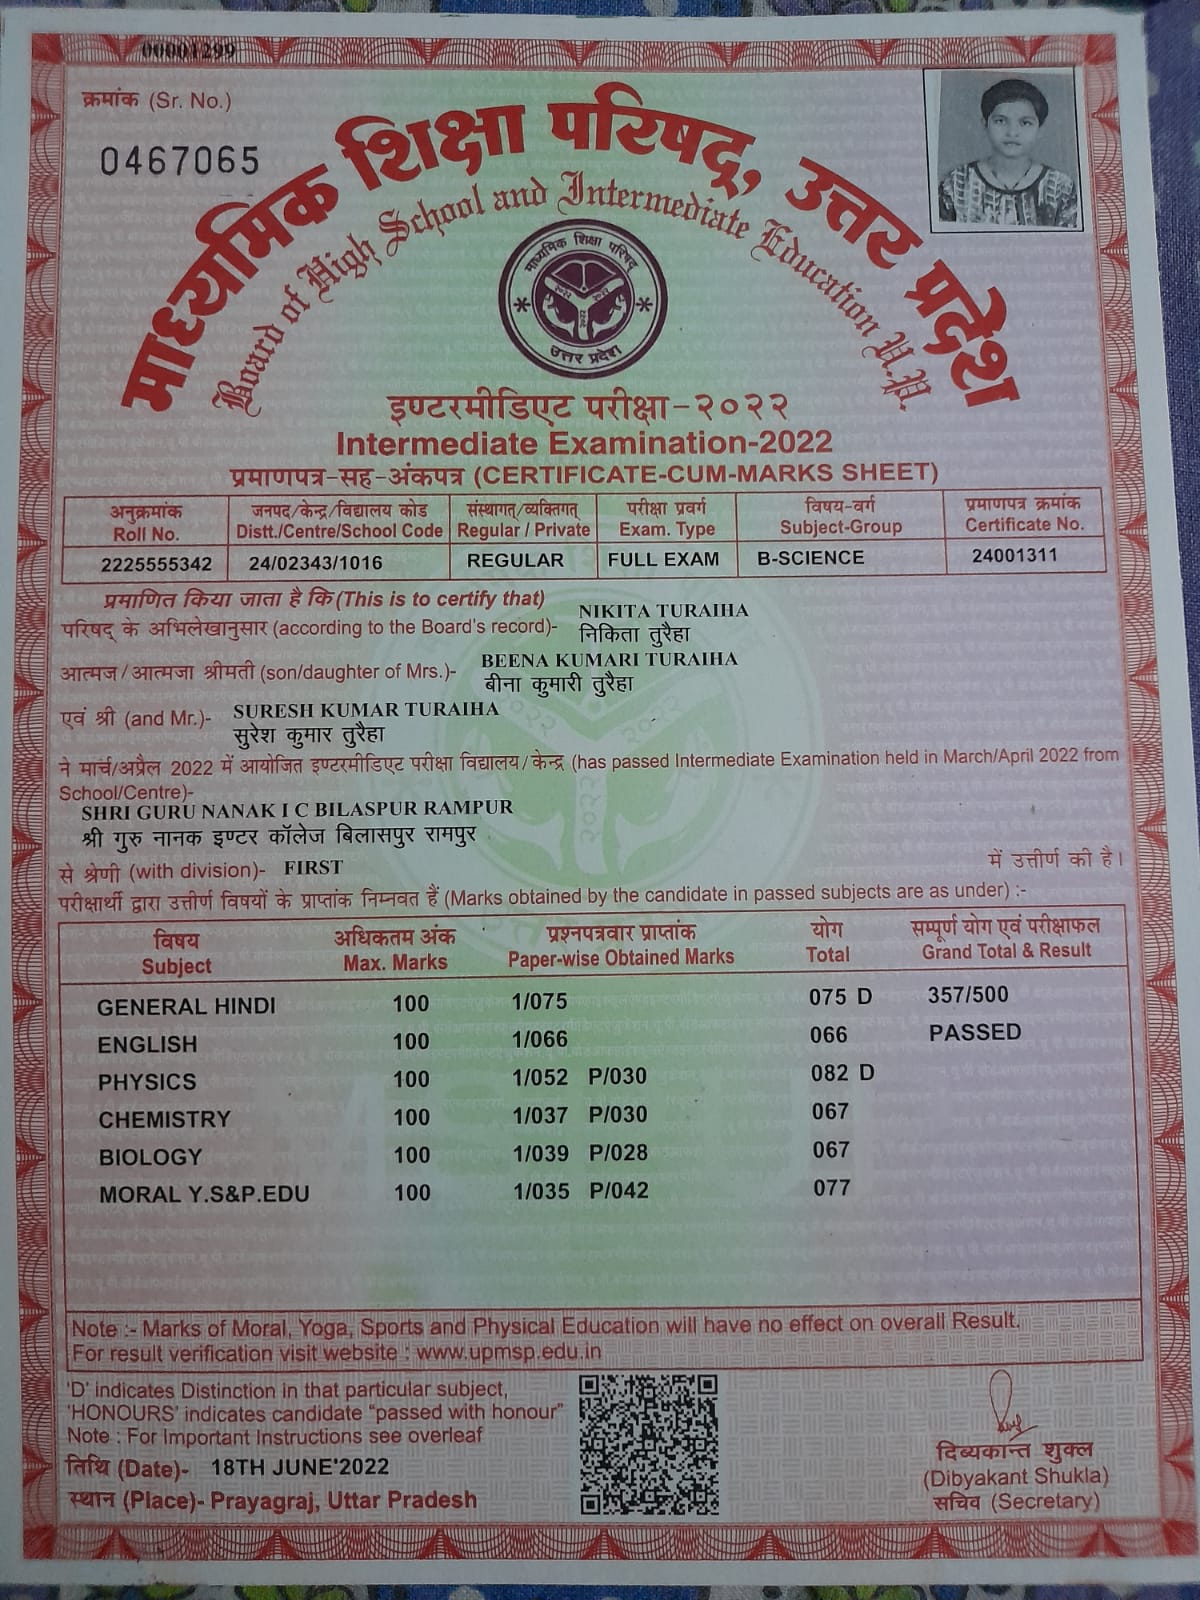 00001299
क्रमांक (Sr. No.)
0467065
माध्यमिक शिक्षा परिषद्, उत्तर प्रदेश
Board of High School and Intermediate Education U.P.
माध्यमिक शिक्षा परिषद्
उत्तर प्रदेश
इण्टरमीडिएट परीक्षा-२०२२
Intermediate Examination-2022
प्रमाणपत्र-सह-अंकपत्र (CERTIFICATE-CUM-MARKS SHEET)
अनुक्रमांक जनपद/केन्द्र/विद्यालय कोड संस्थागत्/व्यक्तिगत् परीक्षा प्रवर्ग विषय-वर्ग प्रमाणपत्र क्रमांक
Roll No. Distt./Centre/School Code Regular / Private Exam. Type Subject-Group Certificate No.
2225555342 24/02343/1016 REGULAR FULL EXAM B-SCIENCE 24001311
प्रमाणित किया जाता है कि (This is to certify that) NIKITA TURAIHA
परिषद् के अभिलेखानुसार (according to the Board's record)- निकिता तुरैहा
आत्मज/आत्मजा श्रीमती (son/daughter of Mrs.)- BEENA KUMARI TURAIHA
बीना कुमारी तुरैहा
एवं श्री (and Mr.)- SURESH KUMAR TURAIHA
सुरेश कुमार तुरैहा
ने मार्च/अप्रैल 2022 में आयोजित इण्टरमीडिएट परीक्षा विद्यालय/केन्द्र (has passed Intermediate Examination held in March/April 2022 from
School/Centre)-
SHRI GURU NANAK I C BILASPUR RAMPUR
श्री गुरु नानक इण्टर कॉलेज बिलासपुर रामपुर
से श्रेणी (with division)- FIRST में उत्तीर्ण की है।
परीक्षार्थी द्वारा उत्तीर्ण विषयों के प्राप्तांक निम्नवत हैं (Marks obtained by the candidate in passed subjects are as under) :-
विषय अधिकतम अंक प्रश्नपत्रवार प्राप्तांक योग सम्पूर्ण योग एवं परीक्षाफल
Subject Max. Marks Paper-wise Obtained Marks Total Grand Total & Result
GENERAL HINDI 100 1/075 075 D 357/500
ENGLISH 100 1/066 066 PASSED
PHYSICS 100 1/052 P/030 082 D
CHEMISTRY 100 1/037 P/030 067
BIOLOGY 100 1/039 P/028 067
MORAL Y.S&P.EDU 100 1/035 P/042 077
Note :- Marks of Moral, Yoga, Sports and Physical Education will have no effect on overall Result.
For result verification visit website : www.upmsp.edu.in
'D' indicates Distinction in that particular subject,
'HONOURS' indicates candidate "passed with honour"
Note : For Important Instructions see overleaf
तिथि (Date)- 18TH JUNE'2022
स्थान (Place)- Prayagraj, Uttar Pradesh
दिब्यकान्त शुक्ल
(Dibyakant Shukla)
सचिव (Secretary)